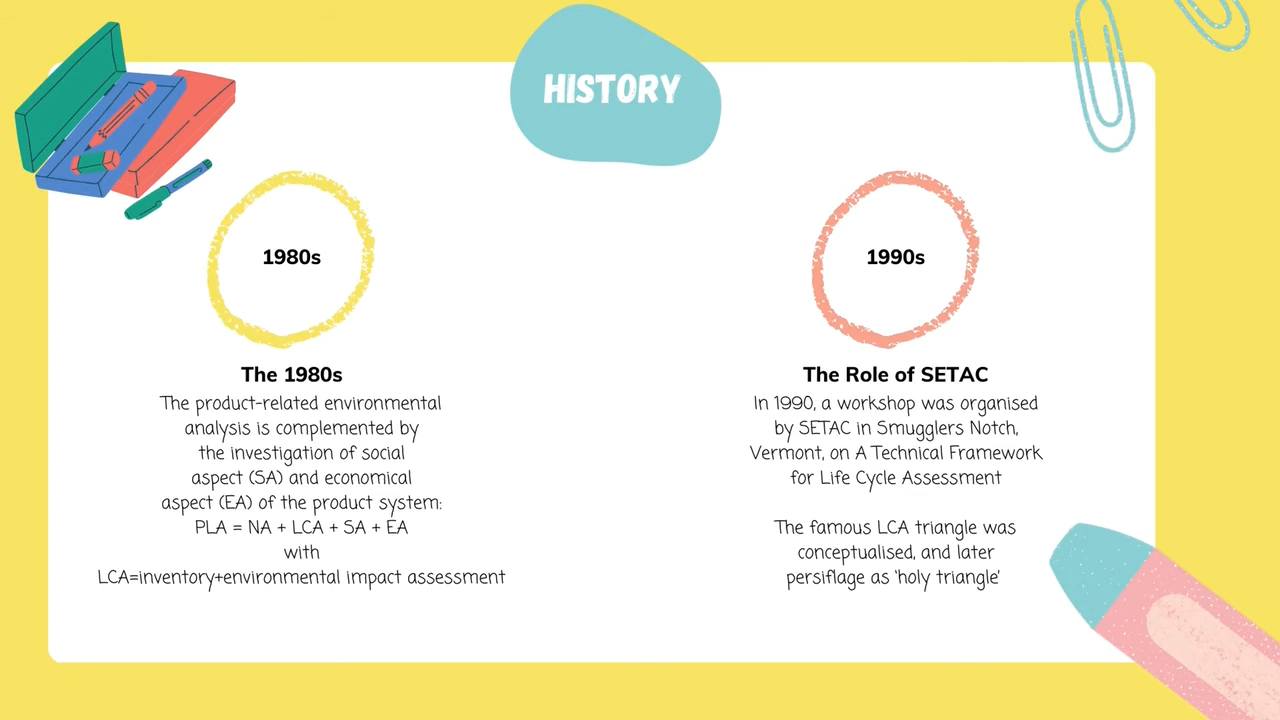 HISTORY
1980s
The 1980s
The product-related environmental
analysis is complemented by
the investigation of social
aspect (SA) and economical
aspect (EA) of the product system:
PLA = NA + LCA + SA + EA
with
LCA=inventory+environmental impact assessment
1990s
The Role of SETAC
In 1990, a workshop was organised
by SETAC in Smugglers Notch,
Vermont, on A Technical Framework
for Life Cycle Assessment
The famous LCA triangle was
conceptualised, and later
persiflage as 'holy triangle'